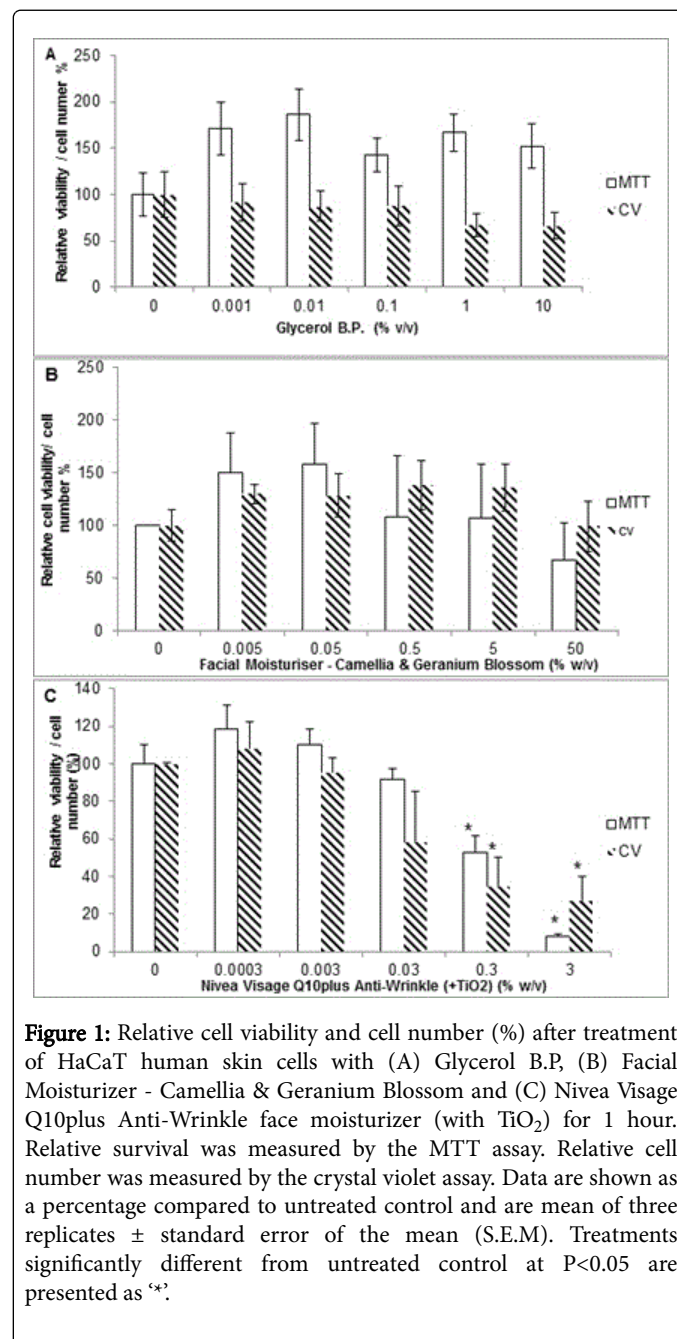 A
Relative viability / cell numer %
250
200
150
100
50
0
0 0.001 0.01 0.1 1 10
Glycerol B.P. (% v/v)
MTT
CV
B
Relative cell viability/ cell
number %
250
200
150
100
50
0
0 0.005 0.05 0.5 5 50
Facial Moisturiser - Camellia & Geranium Blossom (% w/v)
MTT
cv
C
Relative viability / cell
number (%)
140
120
100
80
60
40
20
0
* * * *
0 0.0003 0.003 0.03 0.3 3
Nivea Visage Q10plus Anti-Wrinkle (+TiO2) (% w/v)
MTT
CV
Figure 1: Relative cell viability and cell number (%) after treatment
of HaCaT human skin cells with (A) Glycerol B.P, (B) Facial
Moisturizer - Camellia & Geranium Blossom and (C) Nivea Visage
Q10plus Anti-Wrinkle face moisturizer (with TiO₂) for 1 hour.
Relative survival was measured by the MTT assay. Relative cell
number was measured by the crystal violet assay. Data are shown as
a percentage compared to untreated control and are mean of three
replicates ± standard error of the mean (S.E.M). Treatments
significantly different from untreated control at P<0.05 are
presented as ‘*’.